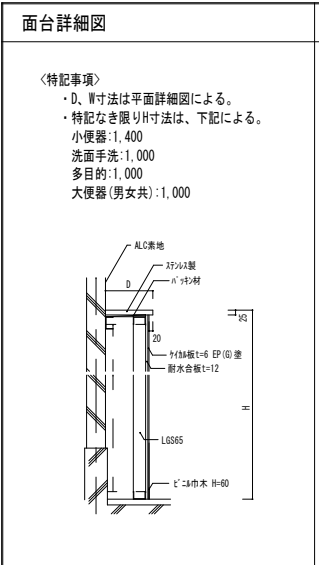 面台詳細図
〈特記事項〉
・D、W寸法は平面詳細図による。
・特記なき限りH寸法は、下記による。
小便器:1,400
洗面手洗:1,000
多目的:1,000
大便器(男女共):1,000
ALC素地
ステンレス製
D
パッキン材
25
20
ケイカル板t=6 EP(G)塗
耐水合板t=12
H
LGS65
ビニル巾木 H=60